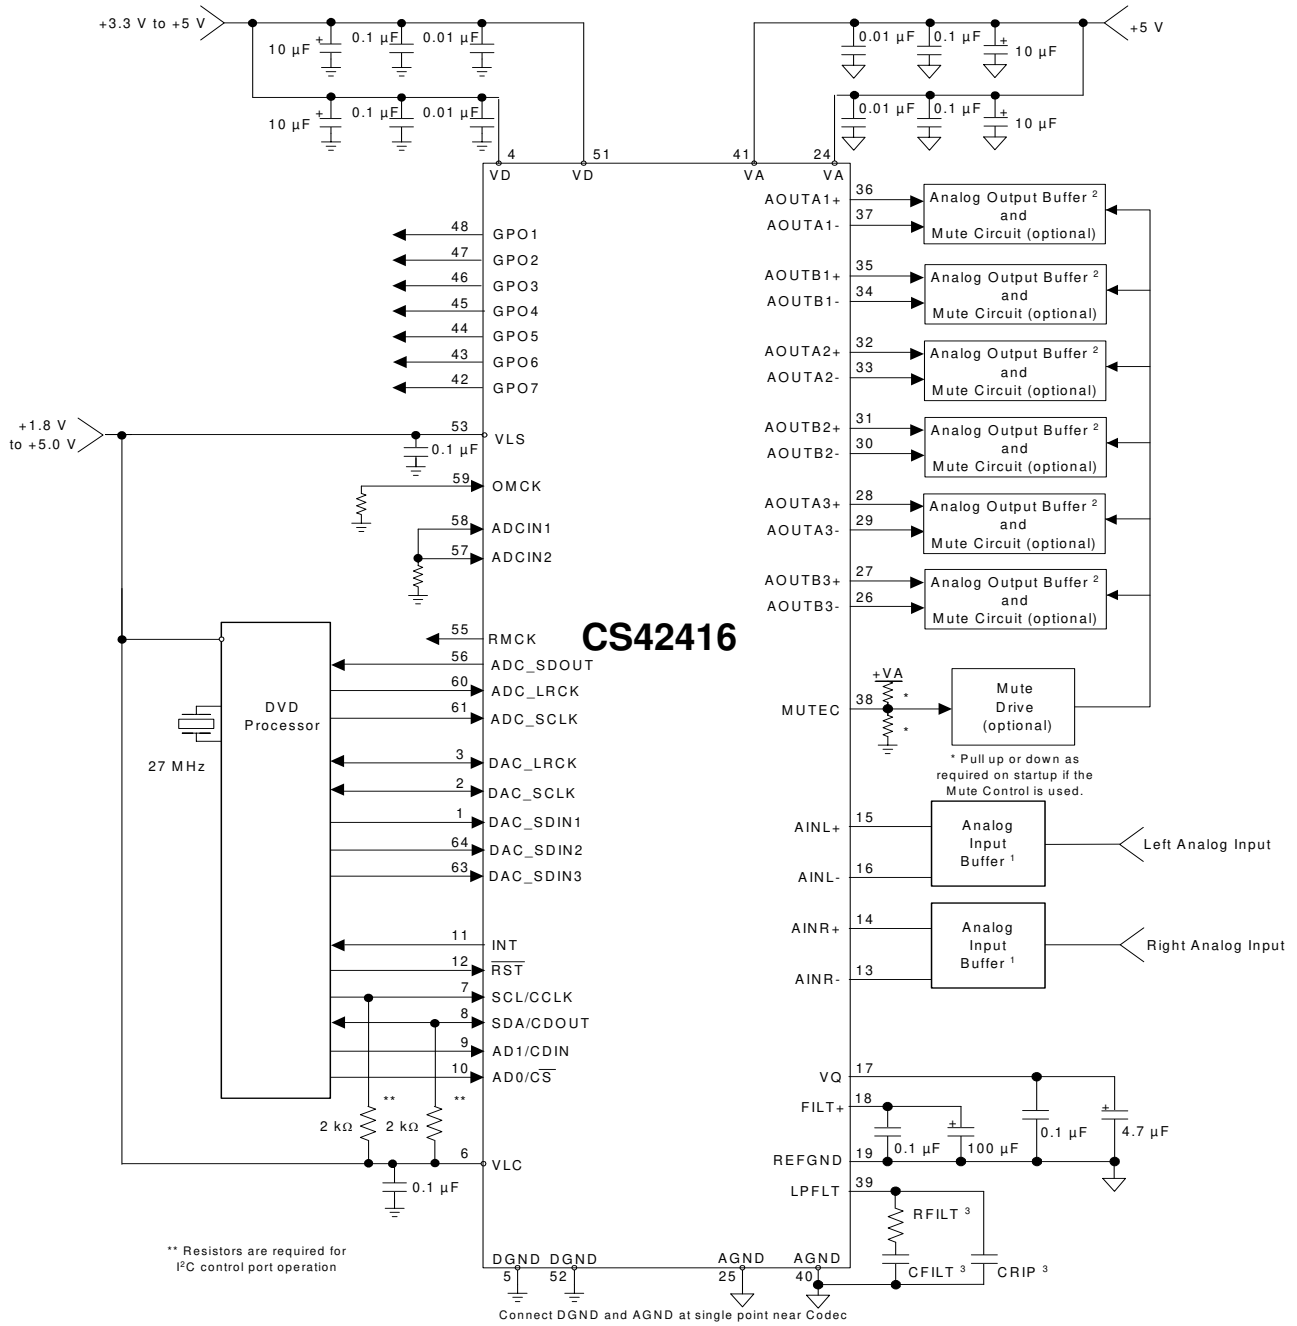 +3.3 V to +5 V
10 µF
+
0.1 µF
0.01 µF
10 µF
+
0.1 µF
0.01 µF
0.01 µF
0.1 µF
+
10 µF
+5 V
0.01 µF
0.1 µF
+
10 µF
4
51
41
24
VD
VD
VA
VA
48
GPO1
47
GPO2
46
GPO3
45
GPO4
44
GPO5
43
GPO6
42
GPO7
+1.8 V
to +5.0 V
53
VLS
0.1 µF
59
OMCK
58
ADCIN1
57
ADCIN2
CS42416
55
RMCK
56
ADC_SDOUT
60
ADC_LRCK
61
ADC_SCLK
DVD
Processor
27 MHz
3
DAC_LRCK
2
DAC_SCLK
1
DAC_SDIN1
64
DAC_SDIN2
63
DAC_SDIN3
11
INT
12
RST
7
SCL/CCLK
8
SDA/CDOUT
9
AD1/CDIN
10
AD0/CS
**
**
2 kΩ
2 kΩ
6
VLC
0.1 µF
** Resistors are required for
I²C control port operation
AOUTA1+
36
AOUTA1-
37
Analog Output Buffer ²
and
Mute Circuit (optional)
AOUTB1+
35
AOUTB1-
34
Analog Output Buffer ²
and
Mute Circuit (optional)
AOUTA2+
32
AOUTA2-
33
Analog Output Buffer ²
and
Mute Circuit (optional)
AOUTB2+
31
AOUTB2-
30
Analog Output Buffer ²
and
Mute Circuit (optional)
AOUTA3+
28
AOUTA3-
29
Analog Output Buffer ²
and
Mute Circuit (optional)
AOUTB3+
27
AOUTB3-
26
Analog Output Buffer ²
and
Mute Circuit (optional)
+VA
*
MUTEC
38
*
Mute
Drive
(optional)
* Pull up or down as
required on startup if the
Mute Control is used.
AINL+
15
AINL-
16
Analog
Input
Buffer ¹
Left Analog Input
AINR+
14
AINR-
13
Analog
Input
Buffer ¹
Right Analog Input
VQ
17
FILT+
18
0.1 µF
+
100 µF
0.1 µF
+
4.7 µF
REFGND
19
LPFLT
39
RFILT ³
CFILT ³
CRIP ³
DGND
DGND
AGND
AGND
5
52
25
40
Connect DGND and AGND at single point near Codec